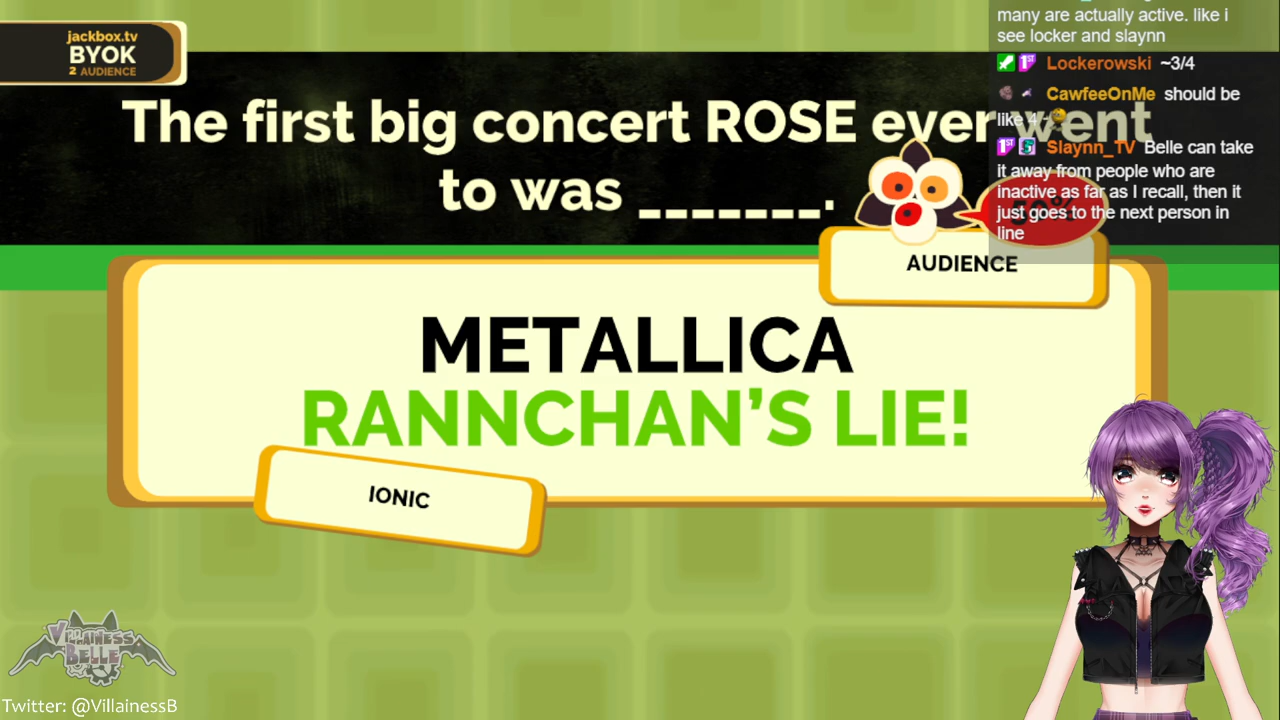 jackbox.tv
BYOK
2 AUDIENCE
The first big concert ROSE ever went
to was _______.
many are actually active. like i
see locker and slaynn
Lockerowski ~3/4
CawfeeOnMe should be
like 4 -
Slaynn_TV Belle can take
it away from people who are
inactive as far as I recall, then it
just goes to the next person in
line
AUDIENCE
METALLICA
RANNCHAN'S LIE!
IONIC
VILLAINESS
BELLE
Twitter: @VillainessB